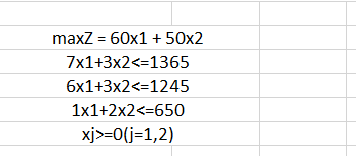 maxZ = 60x1 + 50x2
7x1+3x2<=1365
6x1+3x2<=1245
1x1+2x2<=650
xj>=0(j=1,2)